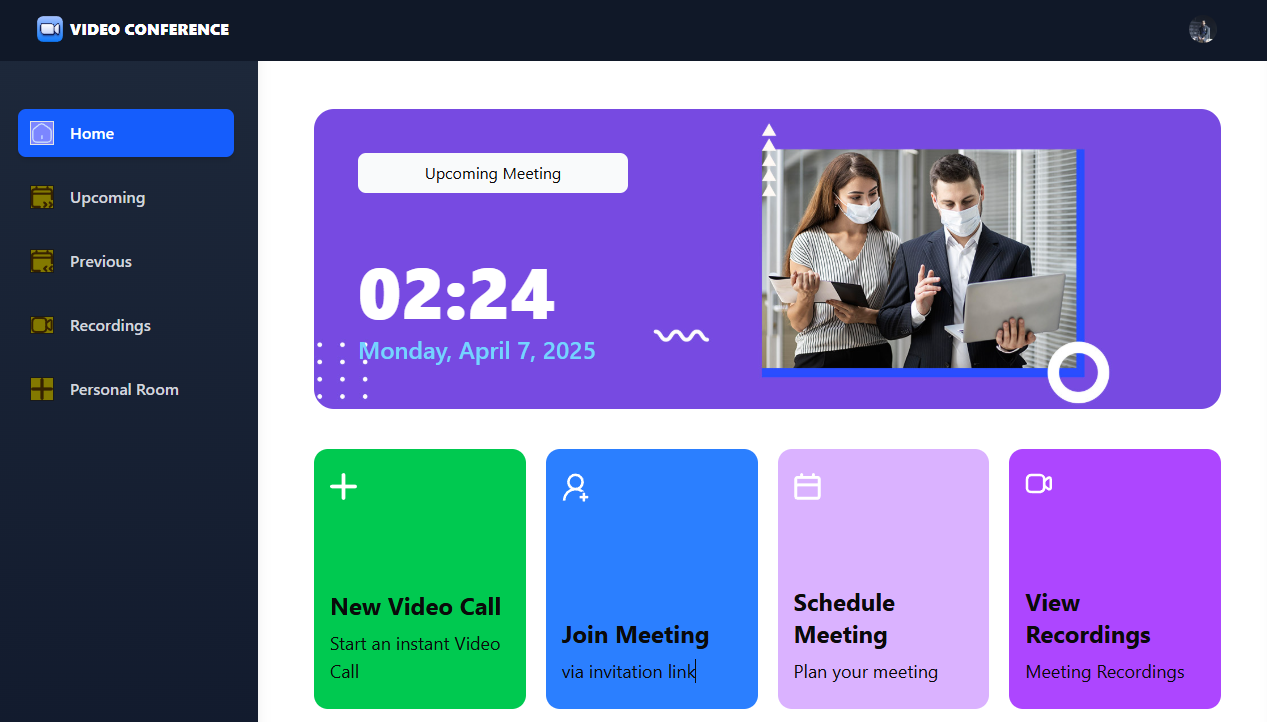 VIDEO CONFERENCE
Home
Upcoming
Previous
Recordings
Personal Room
Upcoming Meeting
02:24
Monday, April 7, 2025
New Video Call
Start an instant Video
Call
Join Meeting
via invitation link
Schedule
Meeting
Plan your meeting
View
Recordings
Meeting Recordings